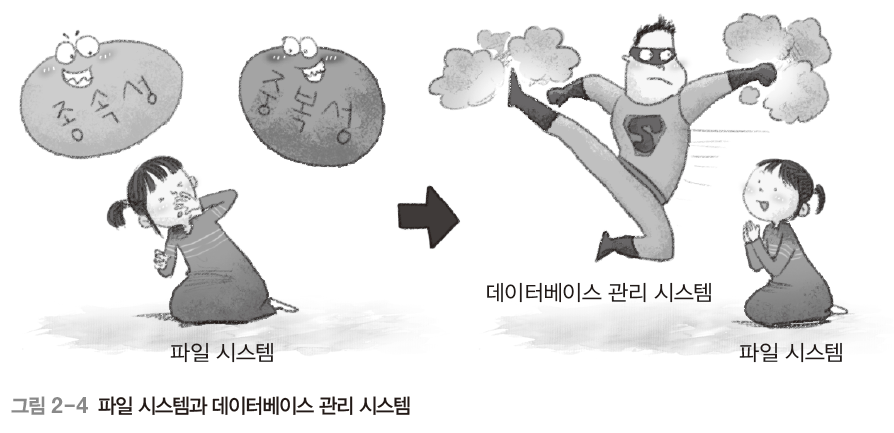 종속성
중복성
S
데이터베이스 관리 시스템
파일 시스템
파일 시스템
그림 2-4 파일 시스템과 데이터베이스 관리 시스템